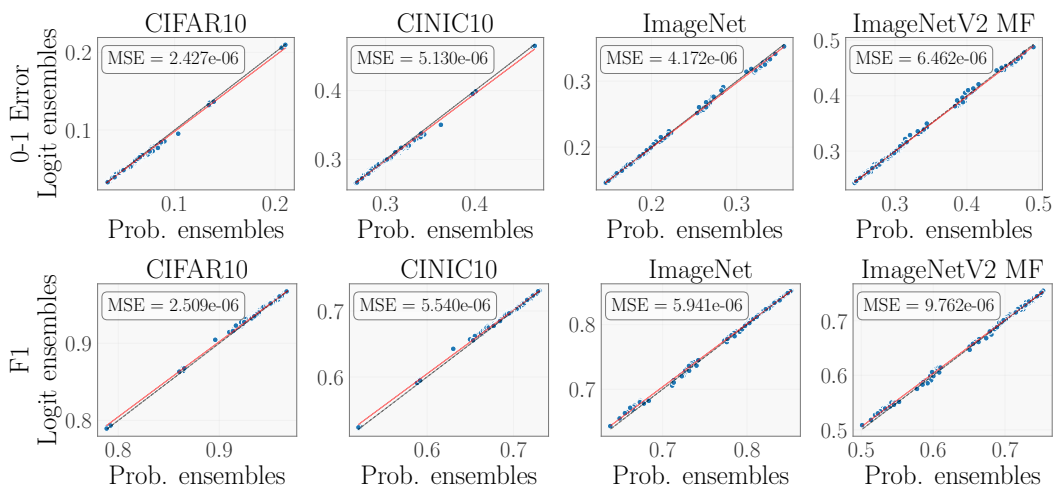 CIFAR10 CINIC10 ImageNet ImageNetV2 MF
0-1 Error
Logit ensembles
MSE = 2.427e-06 MSE = 5.130e-06 MSE = 4.172e-06 MSE = 6.462e-06
0.2 0.4 0.3 0.5
0.1 0.3 0.2 0.4
0.3
0.1 0.2 0.3 0.4 0.2 0.3 0.3 0.4 0.5
Prob. ensembles Prob. ensembles Prob. ensembles Prob. ensembles
CIFAR10 CINIC10 ImageNet ImageNetV2 MF
F1
Logit ensembles
MSE = 2.509e-06 MSE = 5.540e-06 MSE = 5.941e-06 MSE = 9.762e-06
0.9 0.7 0.8 0.7
0.8 0.6 0.7 0.6
0.5
0.8 0.9 0.6 0.7 0.7 0.8 0.5 0.6 0.7
Prob. ensembles Prob. ensembles Prob. ensembles Prob. ensembles